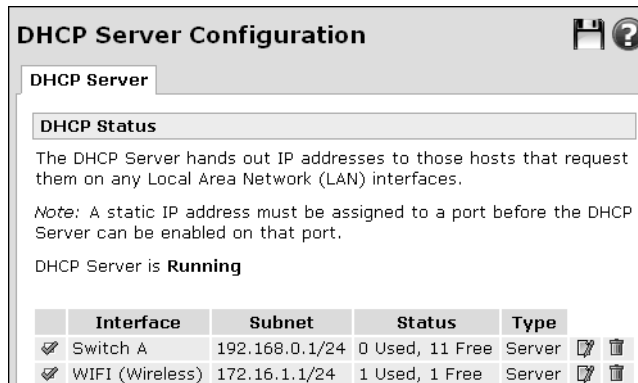 DHCP Server Configuration
DHCP Server
DHCP Status
The DHCP Server hands out IP addresses to those hosts that request
them on any Local Area Network (LAN) interfaces.
Note: A static IP address must be assigned to a port before the DHCP
Server can be enabled on that port.
DHCP Server is Running
Interface Subnet Status Type
Switch A 192.168.0.1/24 0 Used, 11 Free Server
WIFI (Wireless) 172.16.1.1/24 1 Used, 1 Free Server